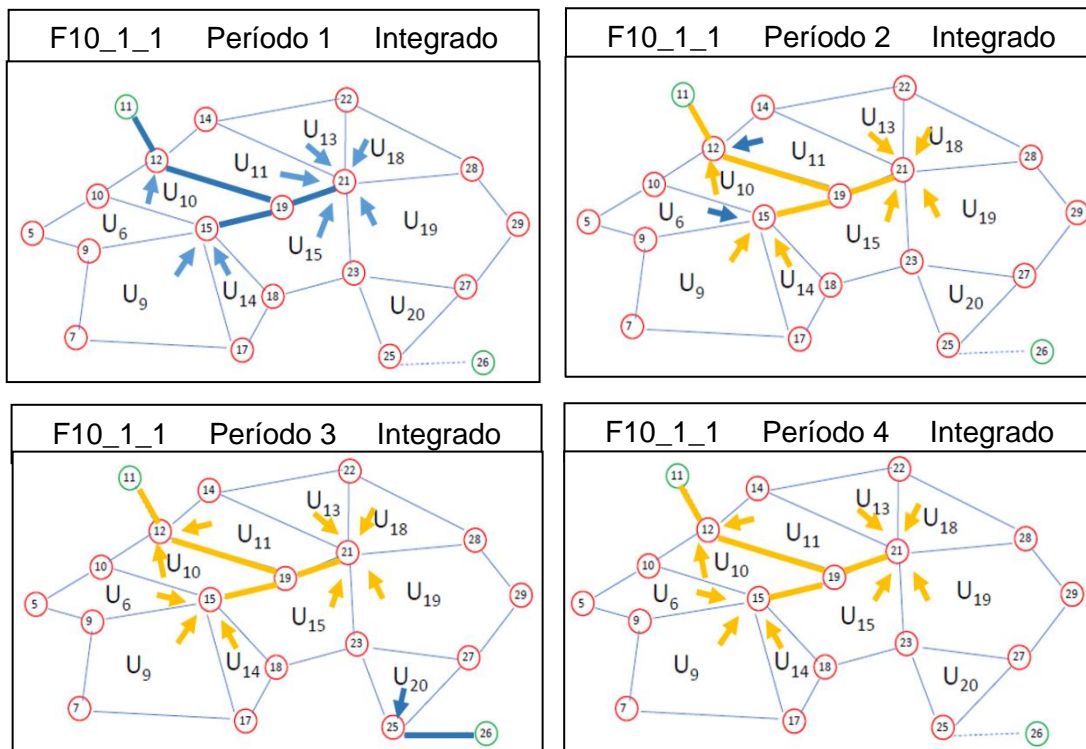 F10_1_1 Período 1 Integrado
11
22
14
U13
U18
12
U11
28
21
U10
10
19
29
U6
15
U19
5
9
U15
23
U9
U14
27
18
U20
7
17
25
26
F10_1_1 Período 2 Integrado
11
22
14
U13
U18
12
U11
28
21
U10
10
19
29
U6
15
U19
5
9
U15
23
U9
U14
27
18
U20
7
17
25
26
F10_1_1 Período 3 Integrado
11
22
14
U13
U18
12
U11
28
21
U10
10
19
29
U6
15
U19
5
9
U15
23
U9
U14
27
18
U20
7
17
25
26
F10_1_1 Período 4 Integrado
11
22
14
U13
U18
12
U11
28
21
U10
10
19
29
U6
15
U19
5
9
U15
23
U9
U14
27
18
U20
7
17
25
26